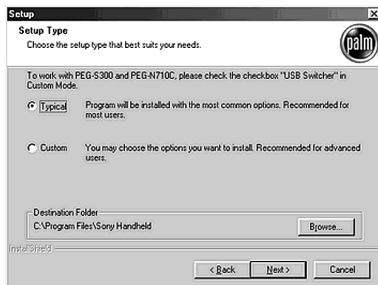 Setup
Setup Type
Choose the setup type that best suits your needs.
palm
To work with PEG-S300 and PEG-N710C, please check the checkbox "USB Switcher" in
Custom Mode.
Typical Program will be installed with the most common options. Recommended for
most users.
Custom You may choose the options you want to install. Recommended for advanced
users.
Destination Folder
C:\Program Files\Sony Handheld
Browse...
InstallShield
< Back Next > Cancel